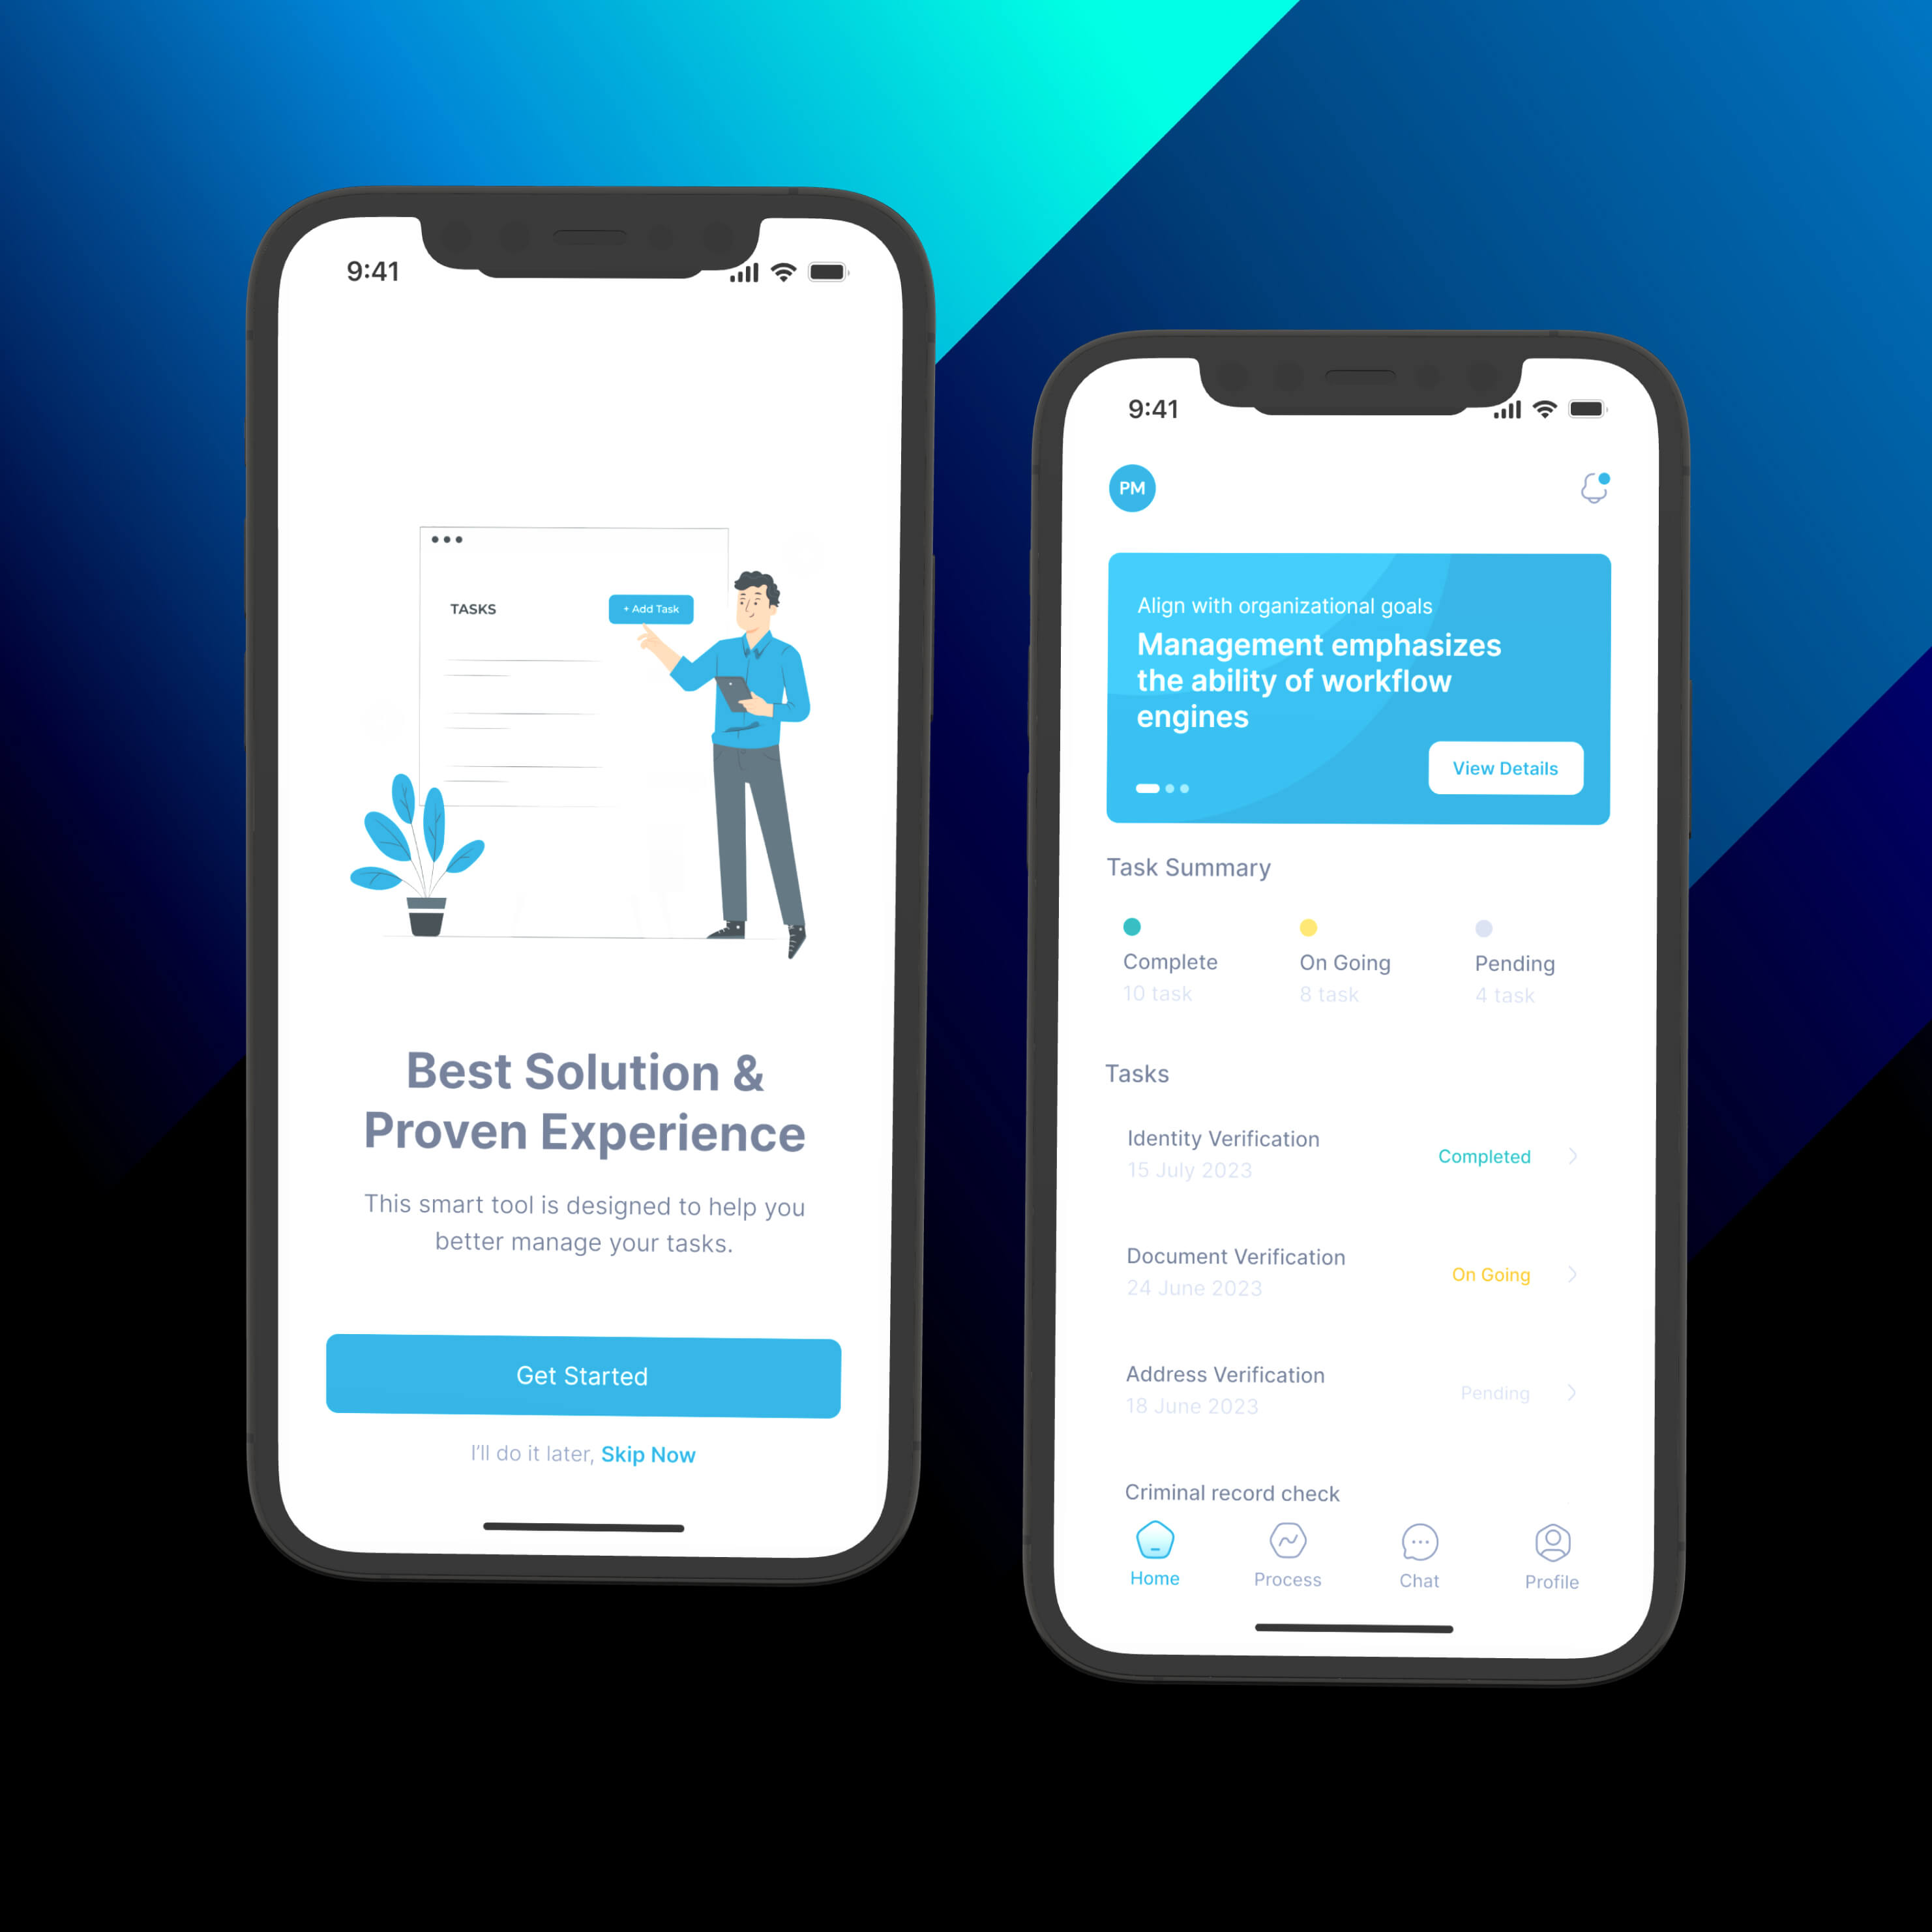 9:41
TASKS
+ Add Task
Best Solution &
Proven Experience
This smart tool is designed to help you
better manage your tasks.
Get Started
I'll do it later, Skip Now
9:41
PM
Align with organizational goals
Management emphasizes
the ability of workflow
engines
View Details
Task Summary
Complete
10 task
On Going
8 task
Pending
4 task
Tasks
Identity Verification
15 July 2023
Completed
Document Verification
24 June 2023
On Going
Address Verification
18 June 2023
Pending
Criminal record check
Home
Process
Chat
Profile